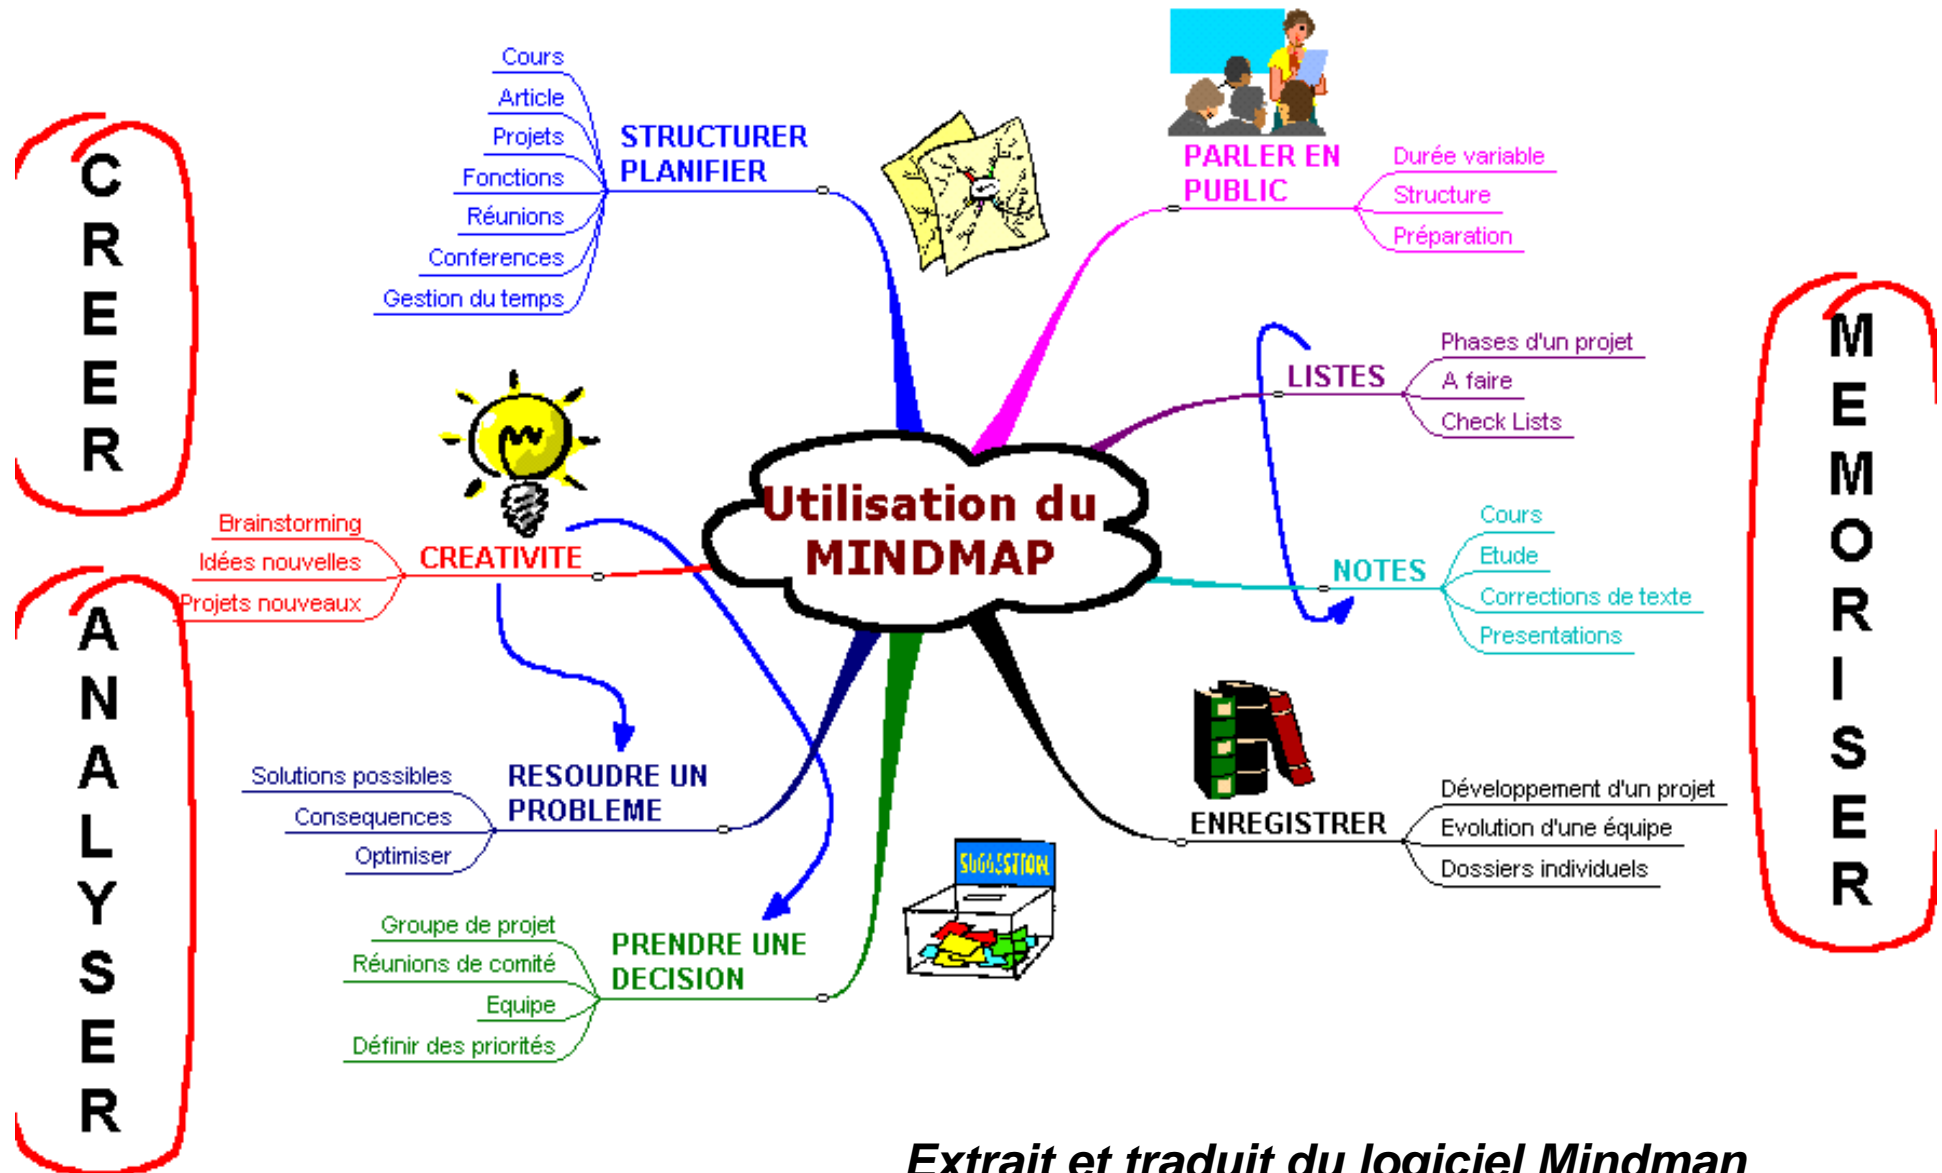 CREER
ANALYSER
Cours
Article
Projets
Fonctions
Réunions
Conferences
Gestion du temps
STRUCTURER
PLANIFIER
Brainstorming
Idées nouvelles
Projets nouveaux
CREATIVITE
Solutions possibles
Consequences
Optimiser
RESOUDRE UN
PROBLEME
Groupe de projet
Réunions de comité
Equipe
Définir des priorités
PRENDRE UNE
DECISION
Utilisation du
MINDMAP
PARLER EN
PUBLIC
Durée variable
Structure
Préparation
LISTES
Phases d'un projet
A faire
Check Lists
NOTES
Cours
Etude
Corrections de texte
Presentations
ENREGISTRER
Développement d'un projet
Evolution d'une équipe
Dossiers individuels
SUGGESTION
MEMORISER
Extrait et traduit du logiciel Mindman